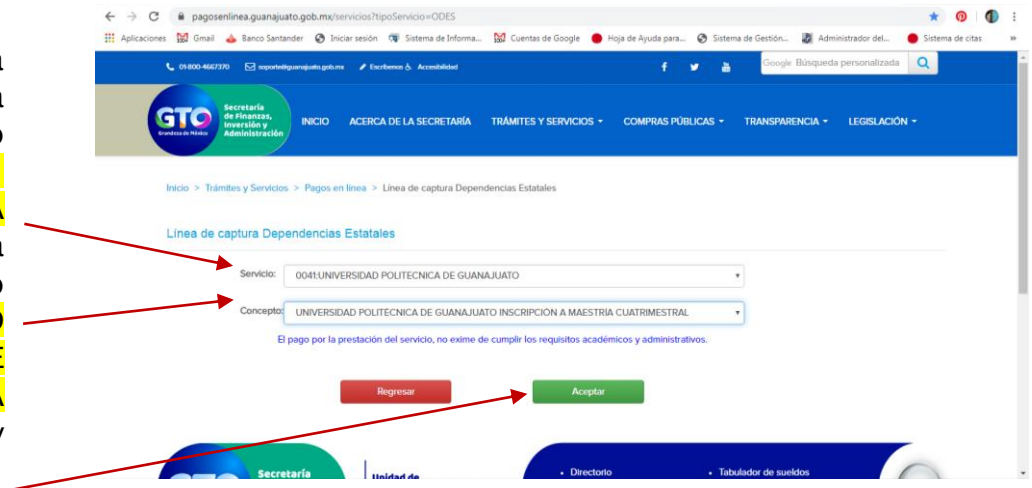 pagosenlinea.guanajuato.gob.mx/servicios?tipoServicio=ODES
Aplicaciones Gmail Banco Santander Iniciar sesión Sistema de Informa... Cuentas de Google Hoja de Ayuda para... Sistema de Gestión... Administrador del... Sistema de citas »
01-800-4667370 soporte@guanajuato.gob.mx Escríbenos Accesibilidad
Google Búsqueda personalizada
GTO
Grandeza de México
Secretaría
de Finanzas,
Inversión y
Administración
INICIO ACERCA DE LA SECRETARÍA TRÁMITES Y SERVICIOS COMPRAS PÚBLICAS TRANSPARENCIA LEGISLACIÓN
Inicio > Trámites y Servicios > Pagos en línea > Línea de captura Dependencias Estatales
Línea de captura Dependencias Estatales
Servicio: 0041:UNIVERSIDAD POLITECNICA DE GUANAJUATO
Concepto: UNIVERSIDAD POLITÉCNICA DE GUANAJUATO INSCRIPCIÓN A MAESTRÍA CUATRIMESTRAL
El pago por la prestación del servicio, no exime de cumplir los requisitos académicos y administrativos.
Regresar Aceptar
GTO
Secretaría
Unidad de
• Directorio • Tabulador de sueldos